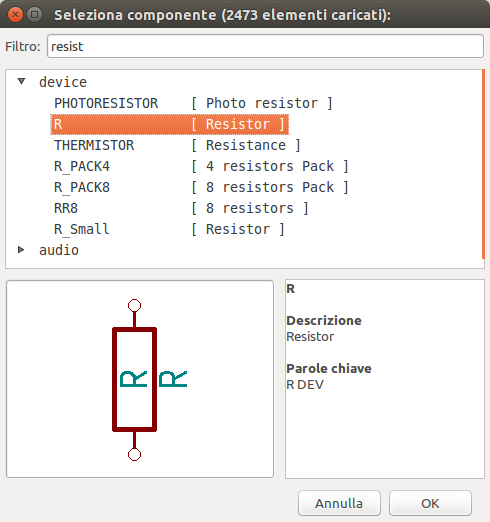 Seleziona componente (2473 elementi caricati):
Filtro: resist
device
PHOTORESISTOR [ Photo resistor ]
R [ Resistor ]
THERMISTOR [ Resistance ]
R_PACK4 [ 4 resistors Pack ]
R_PACK8 [ 8 resistors Pack ]
RR8 [ 8 resistors ]
R_Small [ Resistor ]
audio
R R
R
Descrizione
Resistor
Parole chiave
R DEV
Annulla OK